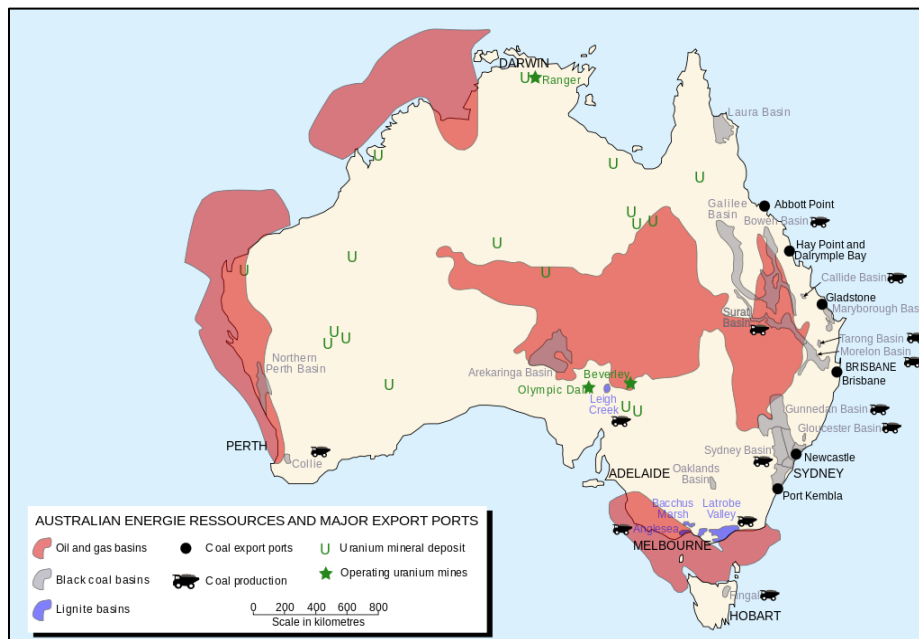 DARWIN
U
Ranger
Laura Basin
U
U
U
Galilee
Basin
Abbott Point
U
U
U
Bowen Basin
U
Hay Point and
Dalrymple Bay
U
U
U
Callide Basin
Gladstone
Maryborough Bas
Surat
Basin
U
U
U
Tarong Basin
Morelon Basin
Northern
Perth Basin
Arekaringa Basin
Beverley
BRISBANE
Brisbane
U
Olympic Dam
Leigh
Creek
U
U
Gunnedan Basin
Gloucester Basin
PERTH
Collie
Sydney Basin
Newcastle
ADELAIDE
Oaklands
Basin
SYDNEY
Port Kembla
Bacchus
Marsh
Latrobe
Valley
Anglesea
MELBOURNE
Fingal
HOBART
AUSTRALIAN ENERGIE RESSOURCES AND MAJOR EXPORT PORTS
Oil and gas basins
Coal export ports
U
Uranium mineral deposit
Black coal basins
Coal production
Operating uranium mines
Lignite basins
0 200 400 600 800
Scale in kilometres